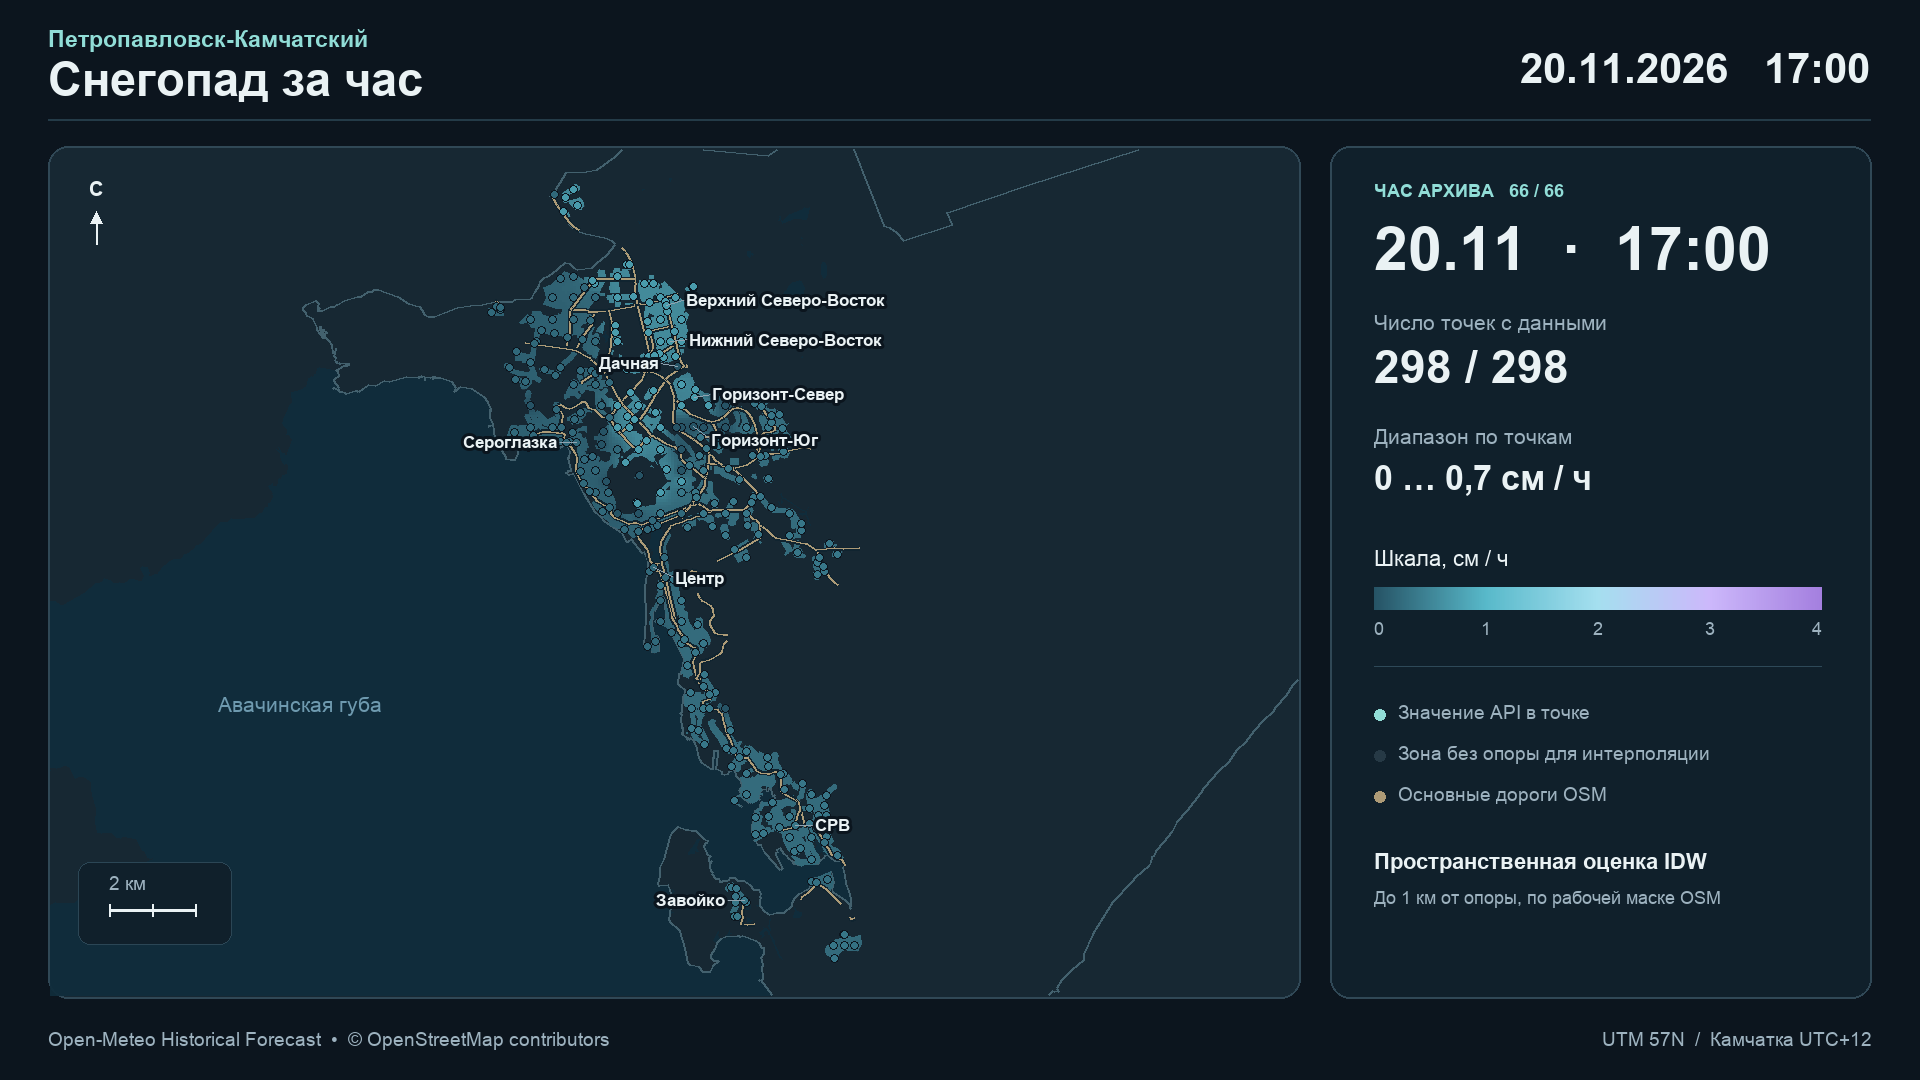 Петропавловск-Камчатский
Снегопад за час
20.11.2026 17:00
С
Верхний Северо-Восток
Нижний Северо-Восток
Дачная
Горизонт-Север
Сероглазка
Горизонт-Юг
Центр
Авачинская губа
СРВ
2 км
Завойко
ЧАС АРХИВА 66 / 66
20.11 · 17:00
Число точек с данными
298 / 298
Диапазон по точкам
0 … 0,7 см / ч
Шкала, см / ч
0 1 2 3 4
Значение API в точке
Зона без опоры для интерполяции
Основные дороги OSM
Пространственная оценка IDW
До 1 км от опоры, по рабочей маске OSM
Open-Meteo Historical Forecast • © OpenStreetMap contributors
UTM 57N / Камчатка UTC+12